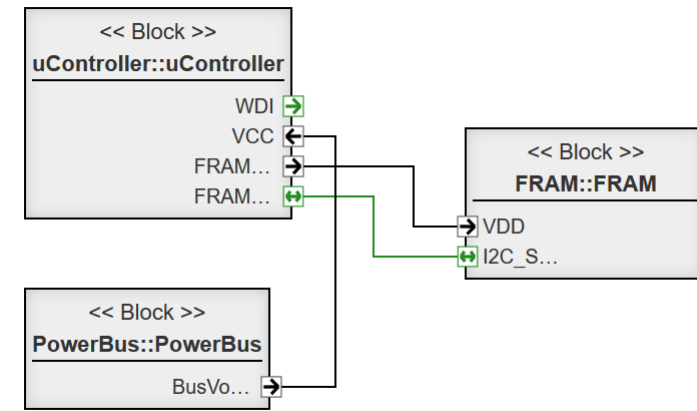 << Block >>
uController::uController
WDI
VCC
FRAM...
FRAM...
<< Block >>
FRAM::FRAM
VDD
I2C_S...
<< Block >>
PowerBus::PowerBus
BusVo...